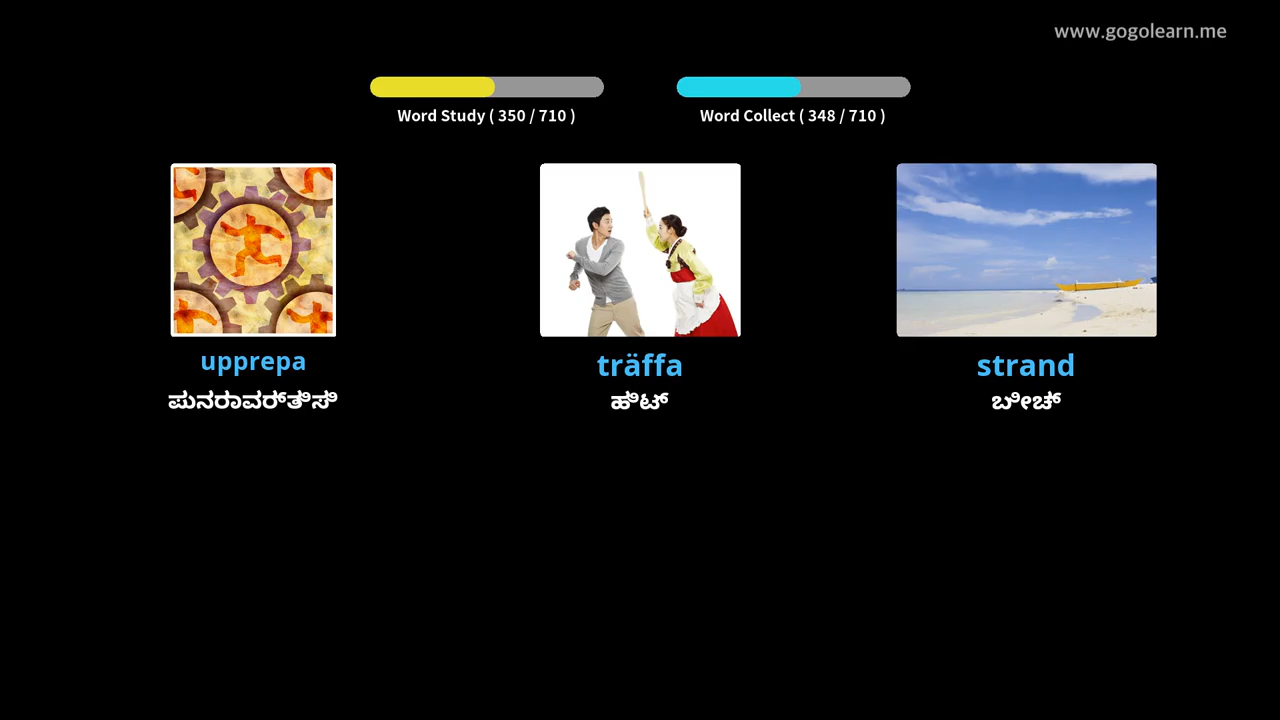 www.gogolearn.me
Word Study ( 350 / 710 )
Word Collect ( 348 / 710 )
upprepa
ಪುನರಾವರ್ತಿಸಿ
träffa
ಹಿಟ್
strand
ಬೀಚ್